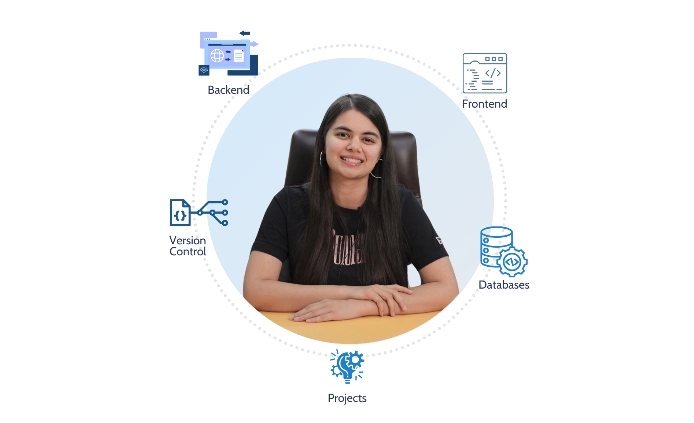 Backend
Frontend
Version
Control
Databases
Projects